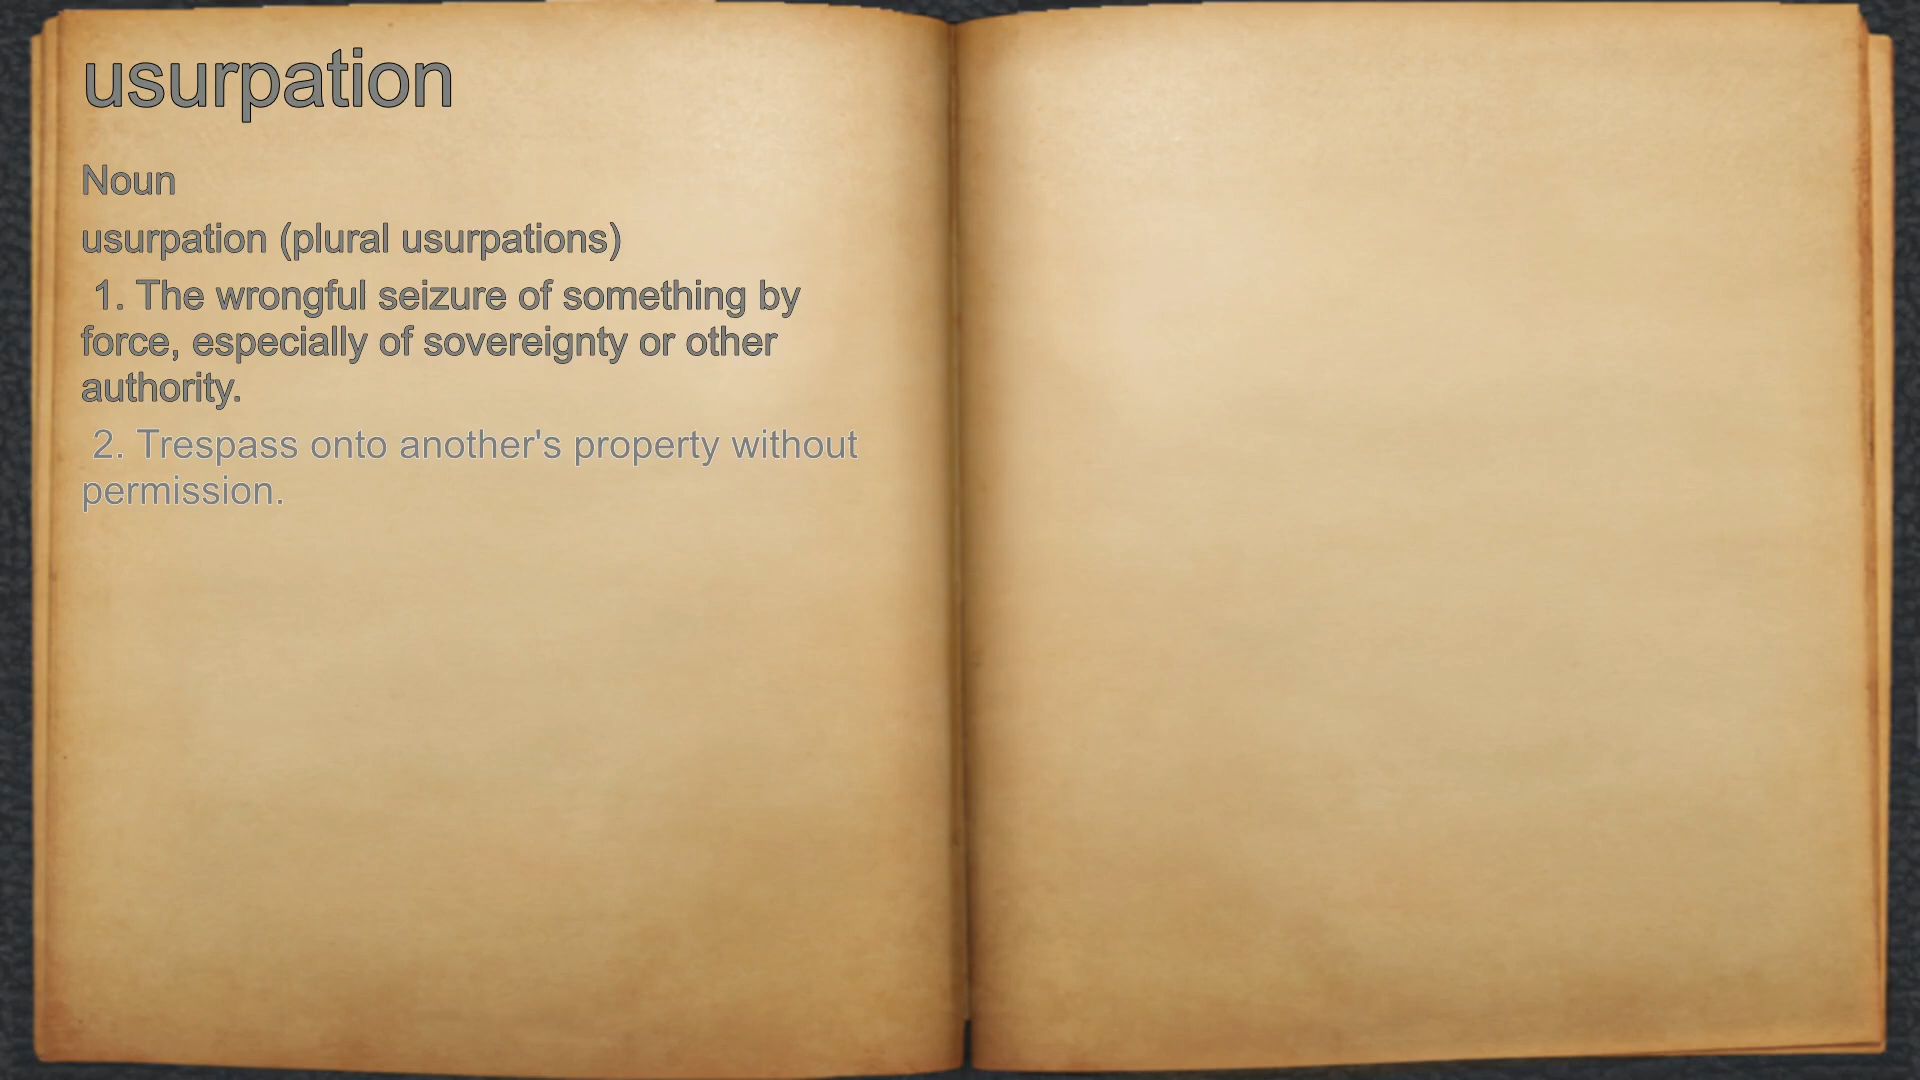 usurpation
Noun
usurpation (plural usurpations)
1. The wrongful seizure of something by
force, especially of sovereignty or other
authority.
2. Trespass onto another's property without
permission.